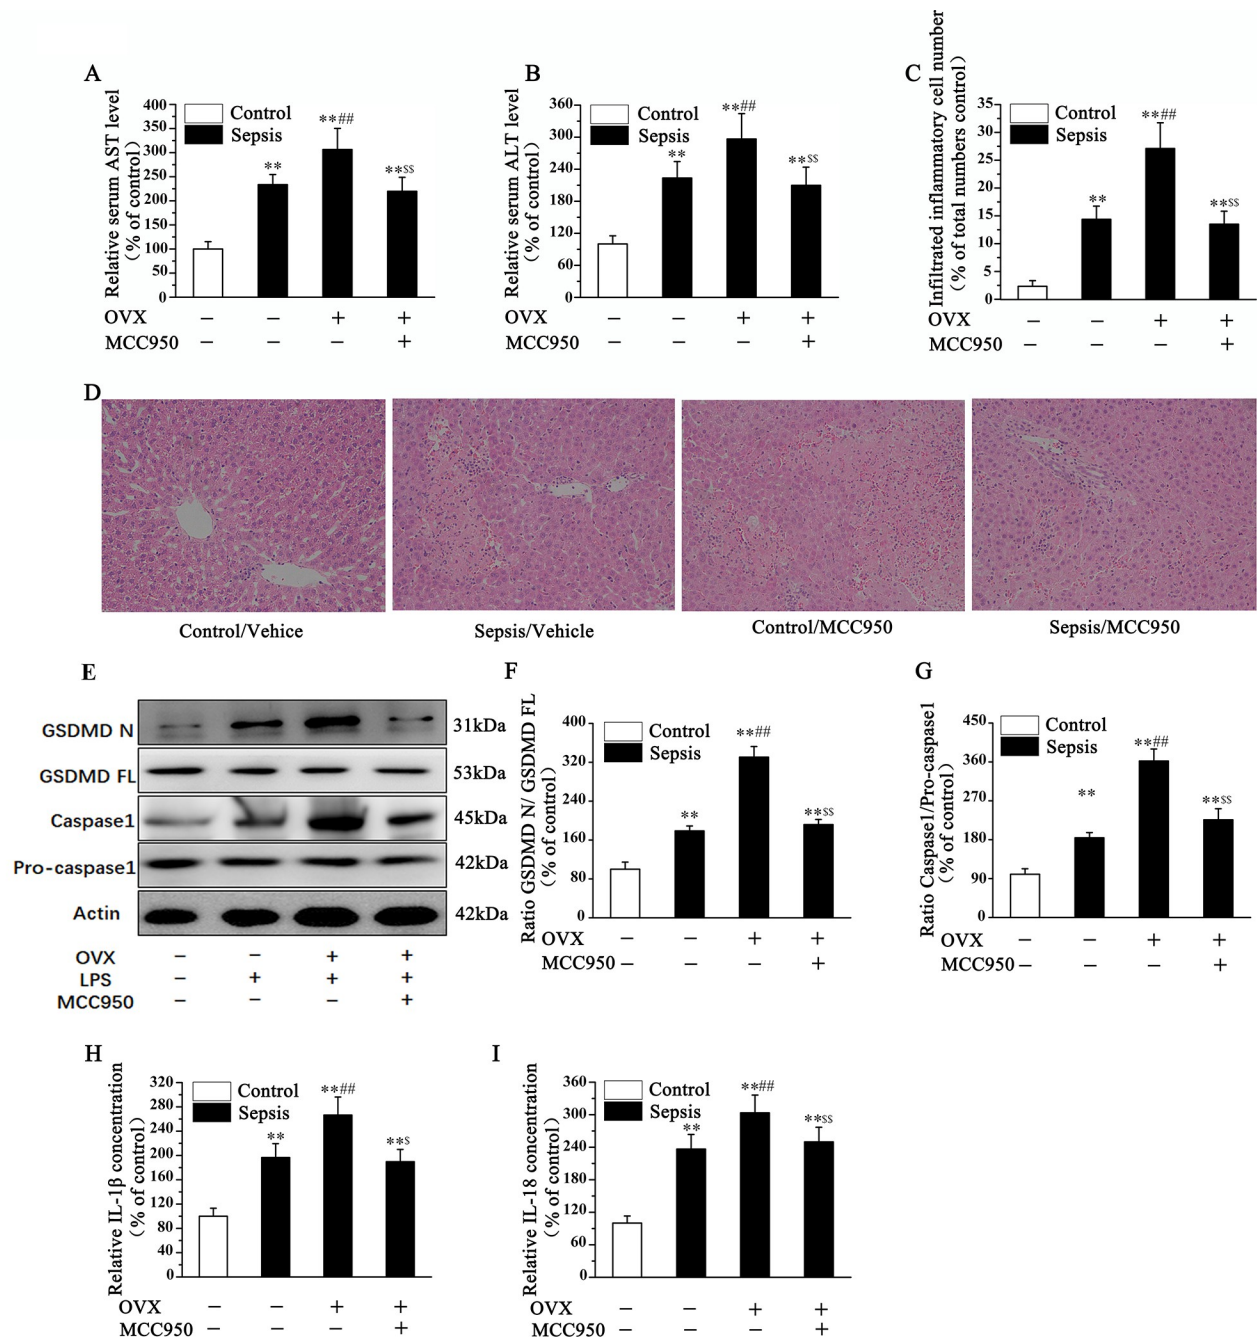 A
Relative serum AST level
(% of control)
400
350
300
250
200
150
100
50
0
Control
Sepsis
**
**##
**$$
OVX − − + +
MCC950 − − − +
B
Relative serum ALT level
(% of control)
360
300
240
180
120
60
0
Control
Sepsis
**
**##
**$$
OVX − − + +
MCC950 − − − +
C
Infiltrated inflammatory cell number
(% of total numbers control)
35
30
25
20
15
10
5
0
Control
Sepsis
**
**##
**$$
OVX − − + +
MCC950 − − − +
D
Control/Vehice
Sepsis/Vehicle
Control/MCC950
Sepsis/MCC950
E
GSDMD N 31kDa
GSDMD FL 53kDa
Caspase1 45kDa
Pro-caspase1 42kDa
Actin 42kDa
OVX − − + +
LPS − + + +
MCC950 − − − +
F
Ratio GSDMD N/ GSDMD FL
(% of control)
400
320
240
160
80
0
Control
Sepsis
**
**##
**$$
OVX − − + +
MCC950 − − − +
G
Ratio Caspase1/Pro-caspase1
(% of control)
450
360
270
180
90
0
Control
Sepsis
**
**##
**$$
OVX − − + +
MCC950 − − − +
H
Relative IL-1β concentration
(% of control)
320
280
240
200
160
120
80
40
0
Control
Sepsis
**
**##
**$
OVX − − + +
MCC950 − − − +
I
Relative IL-18 concentration
(% of control)
360
300
240
180
120
60
0
Control
Sepsis
**
**##
**$$
OVX − − + +
MCC950 − − − +